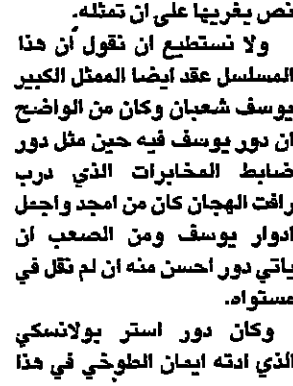 نص يغريها على ان تمثله.
ولا نستطيع ان نقول أن هذا
المسلسل عقد ايضا الممثل الكبير
يوسف شعبان وكان من الواضح
ان دور يوسف فيه حين مثل دور
ضابط المخابرات الذي درب
رافت الهجان كان من امجد واجمل
ادوار يوسف ومن الصعب ان
ياتي دور احسن منه ان لم نقل في
مستواه.
وكان دور استر بولانسكي
الذي ادته ايمان الطوخي في هذا